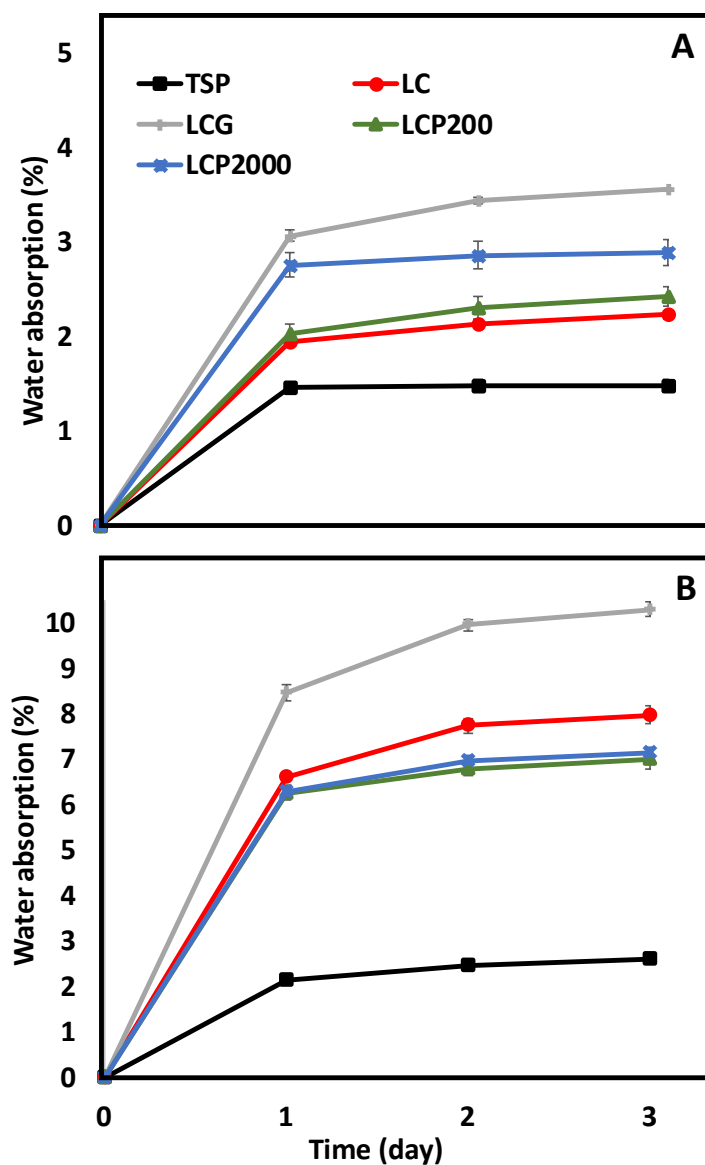 A
5
4
3
2
1
0
Water absorption (%)
TSP
LC
LCG
LCP200
LCP2000
B
10
9
8
7
6
5
4
3
2
1
0
Water absorption (%)
0 1 2 3
Time (day)